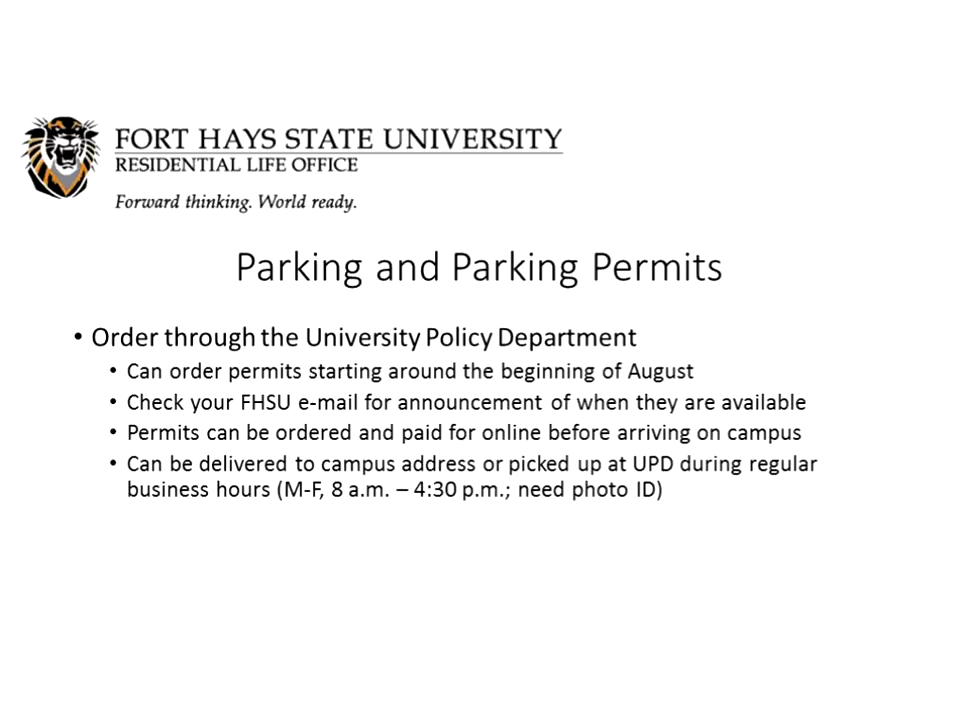 FORT HAYS STATE UNIVERSITY
RESIDENTIAL LIFE OFFICE
Forward thinking. World ready.
Parking and Parking Permits
• Order through the University Policy Department
• Can order permits starting around the beginning of August
• Check your FHSU e-mail for announcement of when they are available
• Permits can be ordered and paid for online before arriving on campus
• Can be delivered to campus address or picked up at UPD during regular
business hours (M-F, 8 a.m. – 4:30 p.m.; need photo ID)